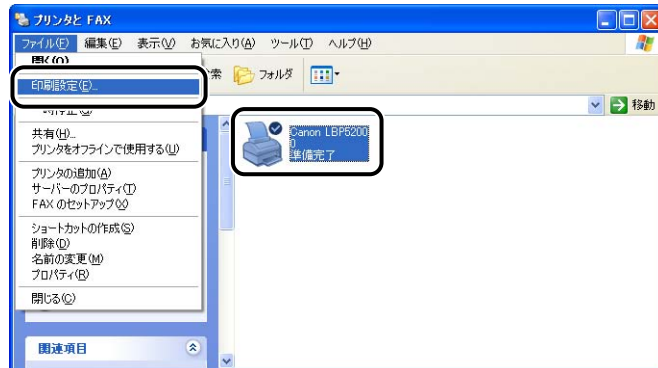 プリンタと FAX
ファイル(F) 編集(E) 表示(V) お気に入り(A) ツール(T) ヘルプ(H)
開く(O)
索 フォルダ
印刷設定(E)...
一時停止(G)
移動
共有(H)...
プリンタをオフラインで使用する(U)
Canon LBP5200
0
準備完了
プリンタの追加(A)
サーバーのプロパティ(T)
FAX のセットアップ(X)
ショートカットの作成(S)
削除(D)
名前の変更(M)
プロパティ(R)
閉じる(C)
関連項目